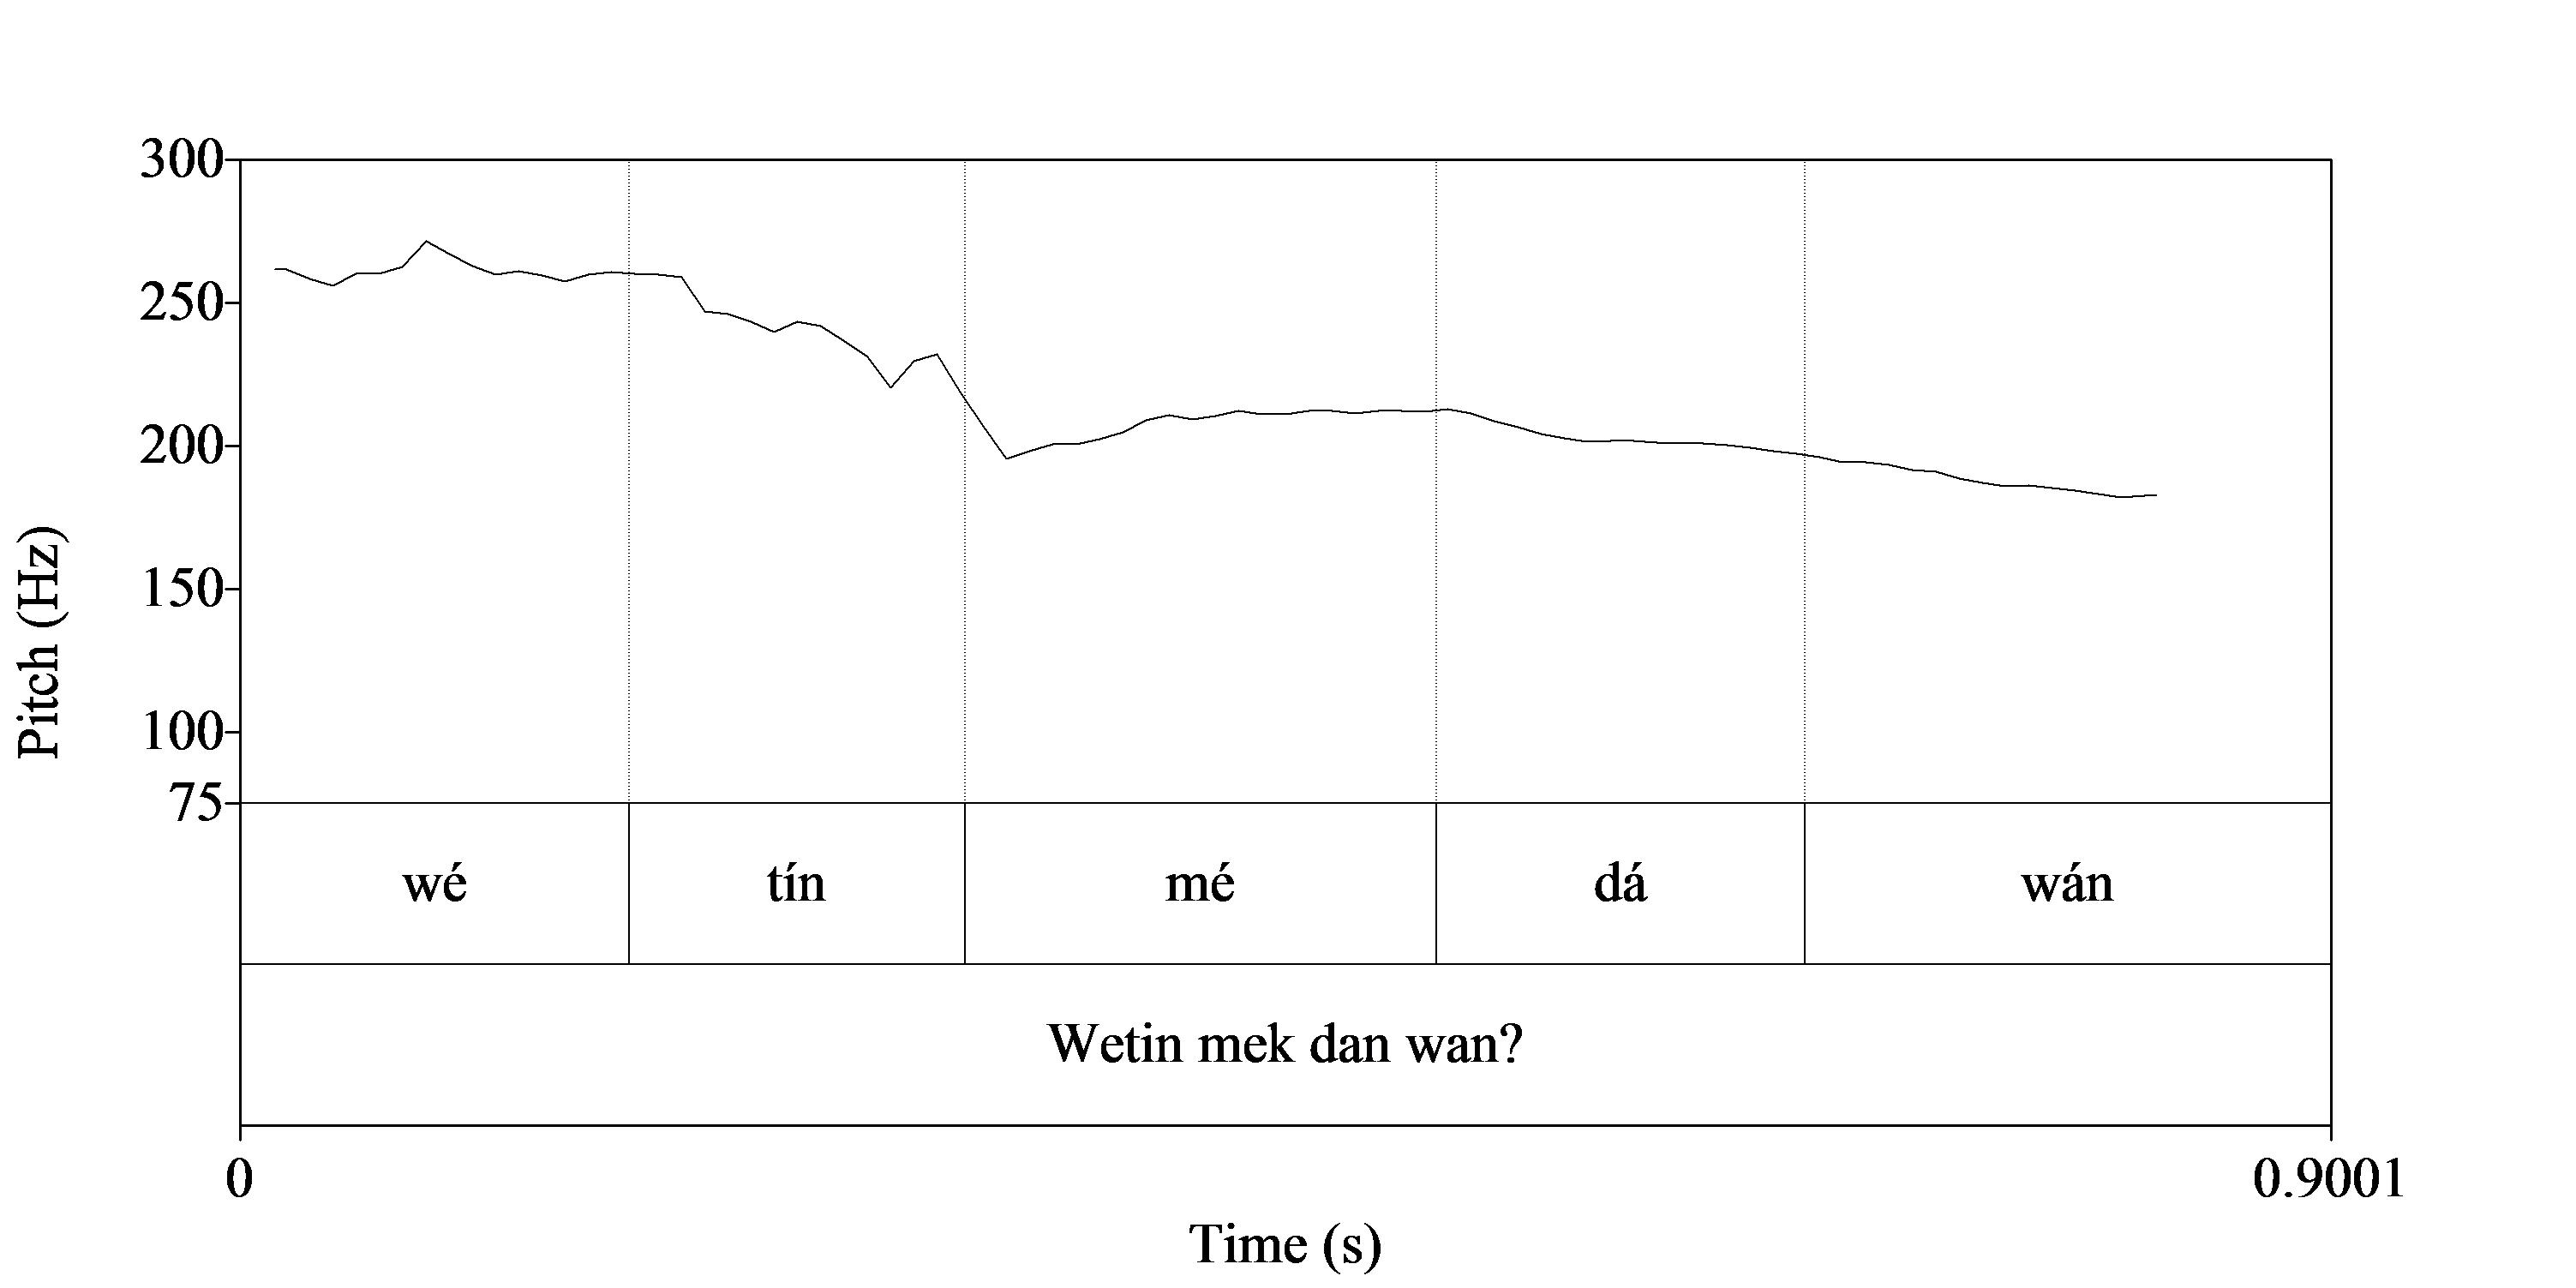 300
250
200
150
100
75
Pitch (Hz)
wé tín mé dá wán
Wetin mek dan wan?
0 0.9001
Time (s)